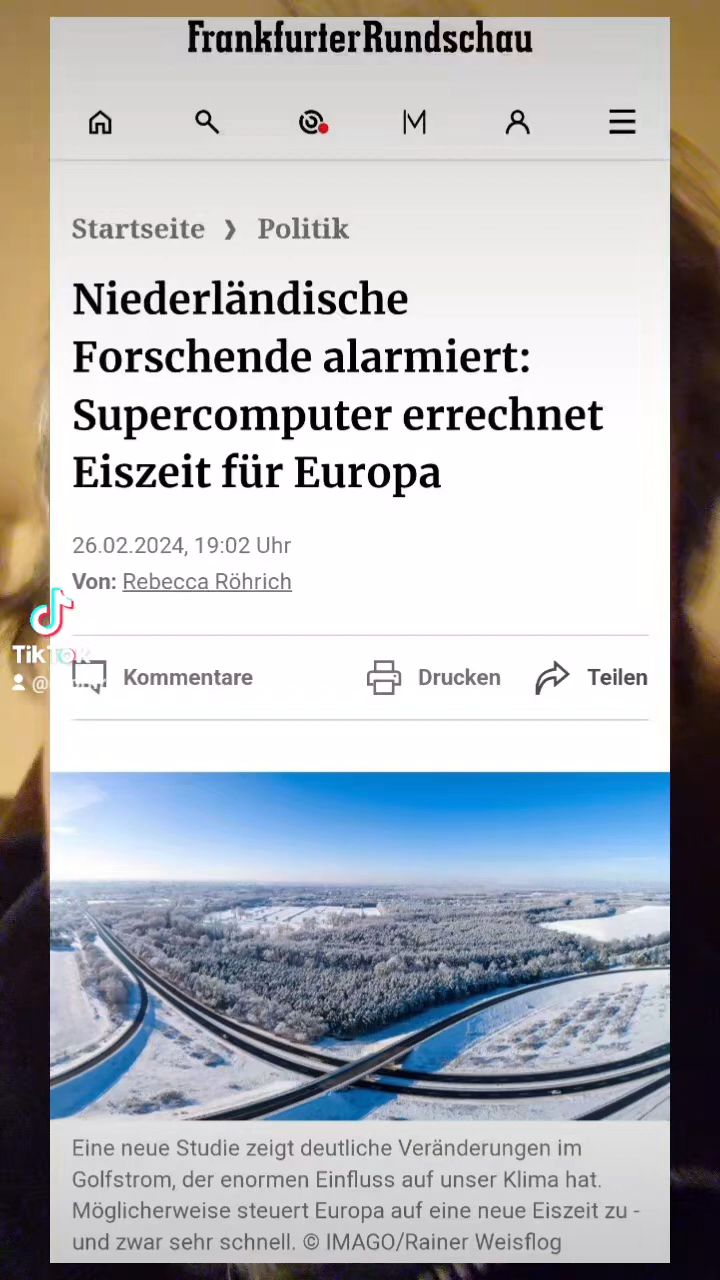 Frankfurter Rundschau
Startseite ❯ Politik
Niederländische
Forschende alarmiert:
Supercomputer errechnet
Eiszeit für Europa
26.02.2024, 19:02 Uhr
Von: Rebecca Röhrich
TikTok
@
Kommentare Drucken Teilen
Eine neue Studie zeigt deutliche Veränderungen im
Golfstrom, der enormen Einfluss auf unser Klima hat.
Möglicherweise steuert Europa auf eine neue Eiszeit zu -
und zwar sehr schnell. © IMAGO/Rainer Weisflog